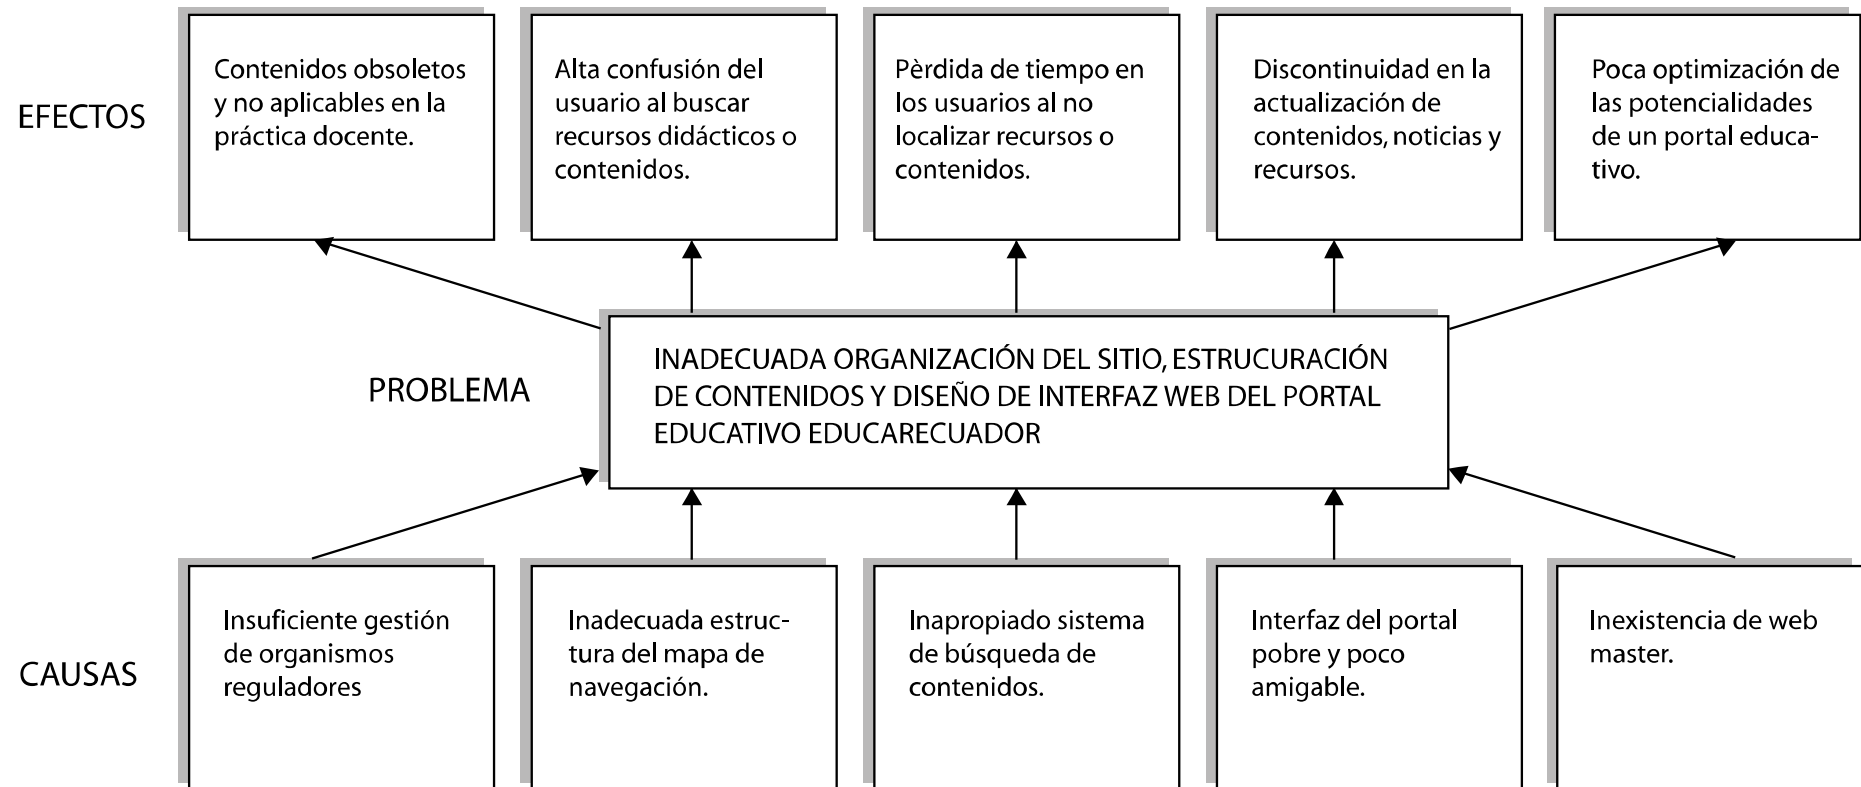 EFECTOS
Contenidos obsoletos
y no aplicables en la
práctica docente.
Alta confusión del
usuario al buscar
recursos didácticos o
contenidos.
Pèrdida de tiempo en
los usuarios al no
localizar recursos o
contenidos.
Discontinuidad en la
actualización de
contenidos, noticias y
recursos.
Poca optimización de
las potencialidades
de un portal educa-
tivo.
PROBLEMA
INADECUADA ORGANIZACIÓN DEL SITIO, ESTRUCURACIÓN
DE CONTENIDOS Y DISEÑO DE INTERFAZ WEB DEL PORTAL
EDUCATIVO EDUCARECUADOR
CAUSAS
Insuficiente gestión
de organismos
reguladores
Inadecuada estruc-
tura del mapa de
navegación.
Inapropiado sistema
de búsqueda de
contenidos.
Interfaz del portal
pobre y poco
amigable.
Inexistencia de web
master.